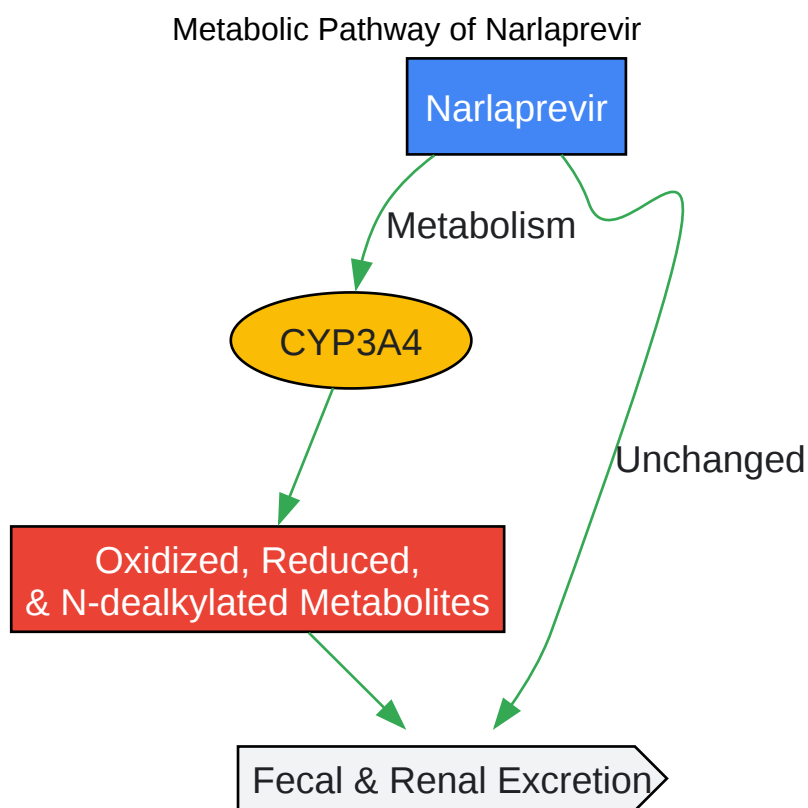 Metabolic Pathway of Narlaprevir
Narlaprevir
Metabolism
CYP3A4
Unchanged
Oxidized, Reduced,
& N-dealkylated Metabolites
Fecal & Renal Excretion